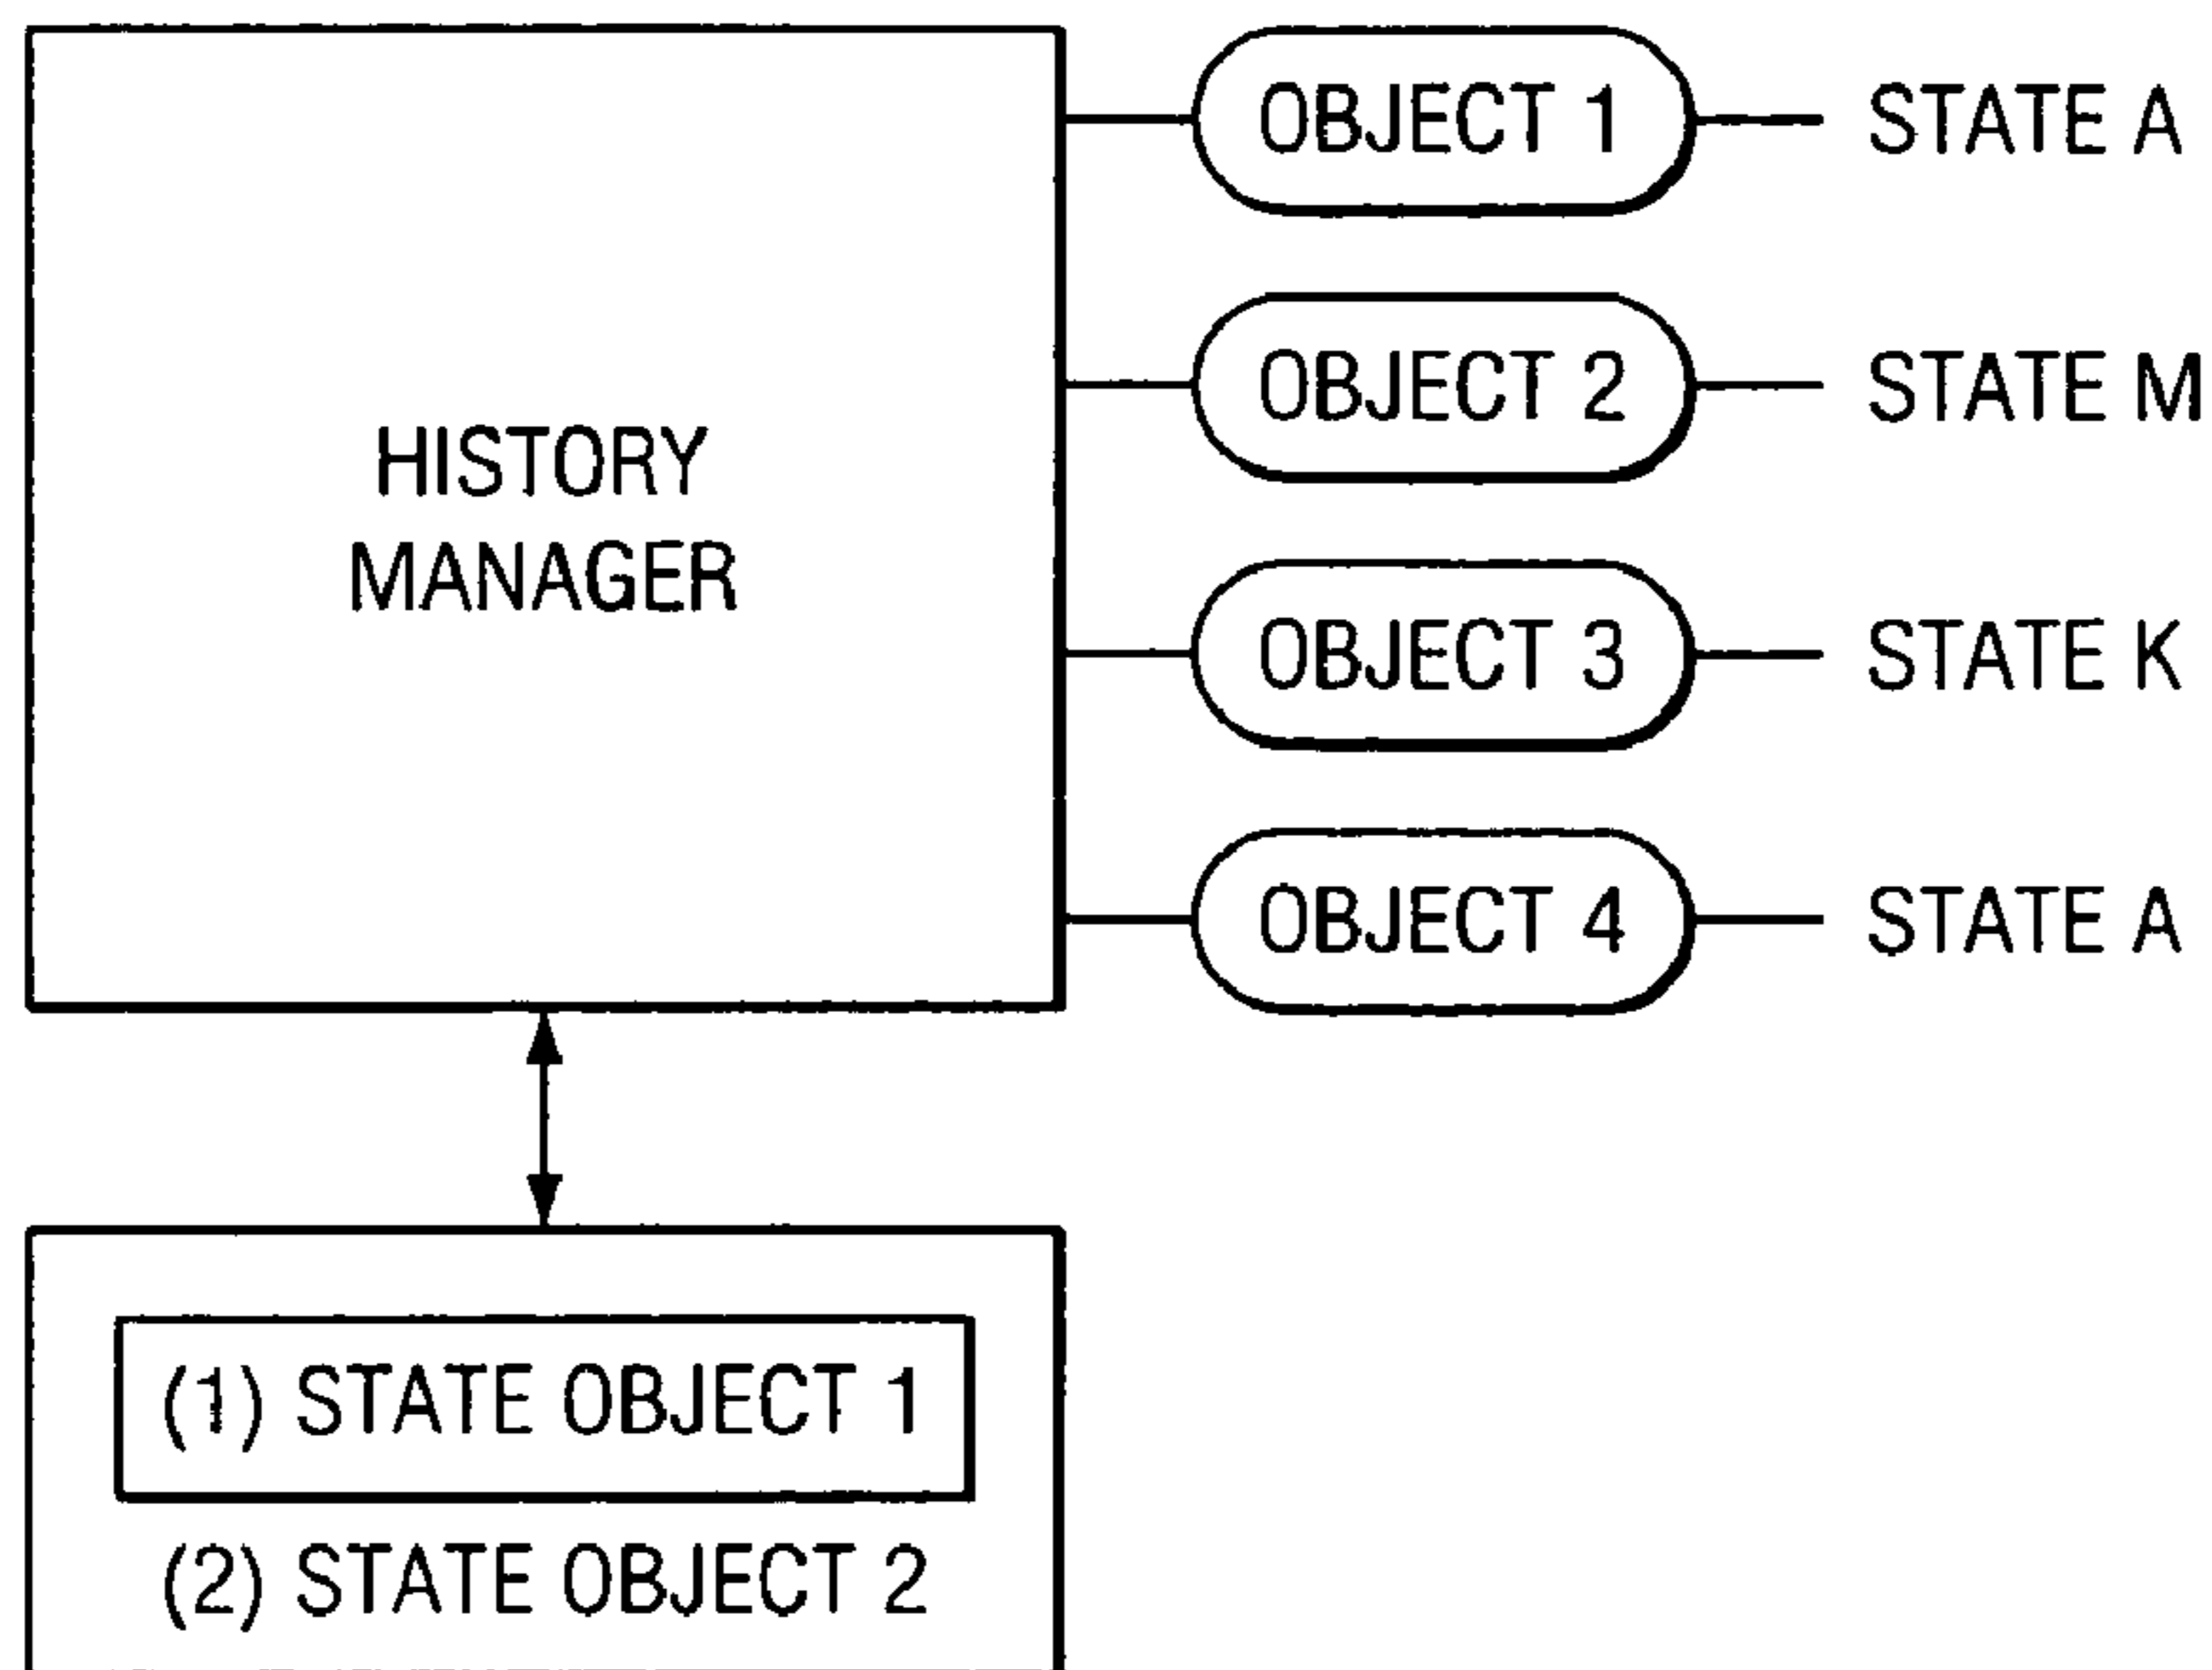 HISTORY
MANAGER
OBJECT 1
STATE A
OBJECT 2
STATE M
OBJECT 3
STATE K
OBJECT 4
STATE A
(1) STATE OBJECT 1
(2) STATE OBJECT 2